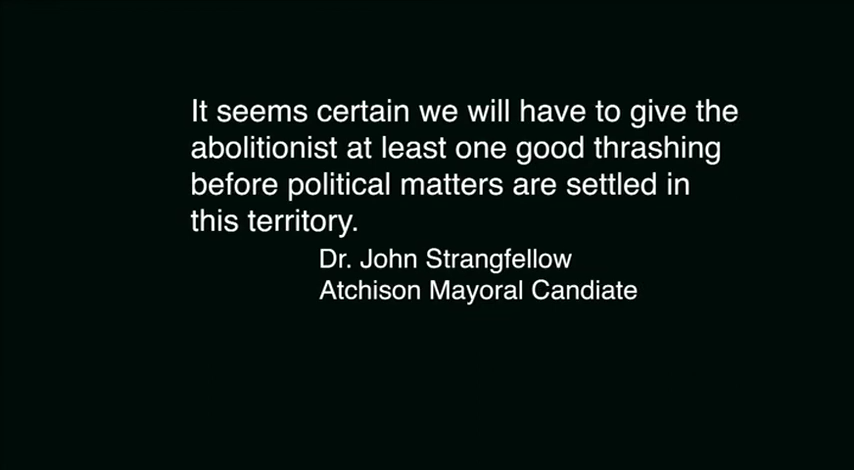 It seems certain we will have to give the
abolitionist at least one good thrashing
before political matters are settled in
this territory.
Dr. John Strangfellow
Atchison Mayoral Candiate